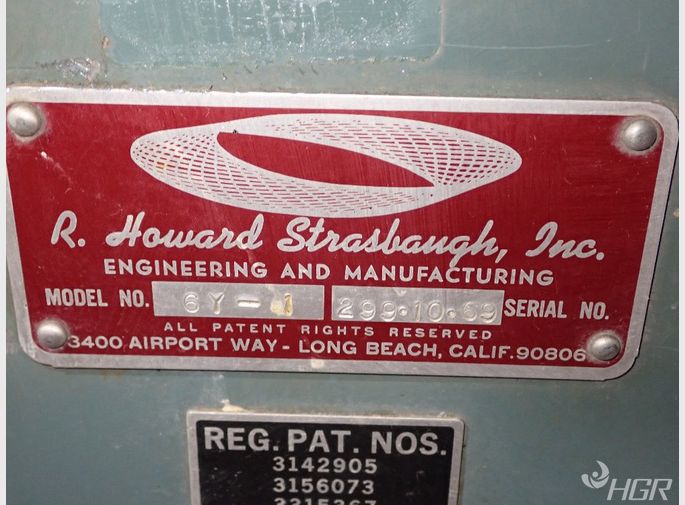 R. Howard Strasbaugh, Inc.
ENGINEERING AND MANUFACTURING
MODEL NO. 6Y-1 299·10·69 SERIAL NO.
ALL PATENT RIGHTS RESERVED
3400 AIRPORT WAY - LONG BEACH, CALIF. 90806
REG. PAT. NOS.
3142905
3156073
HGR